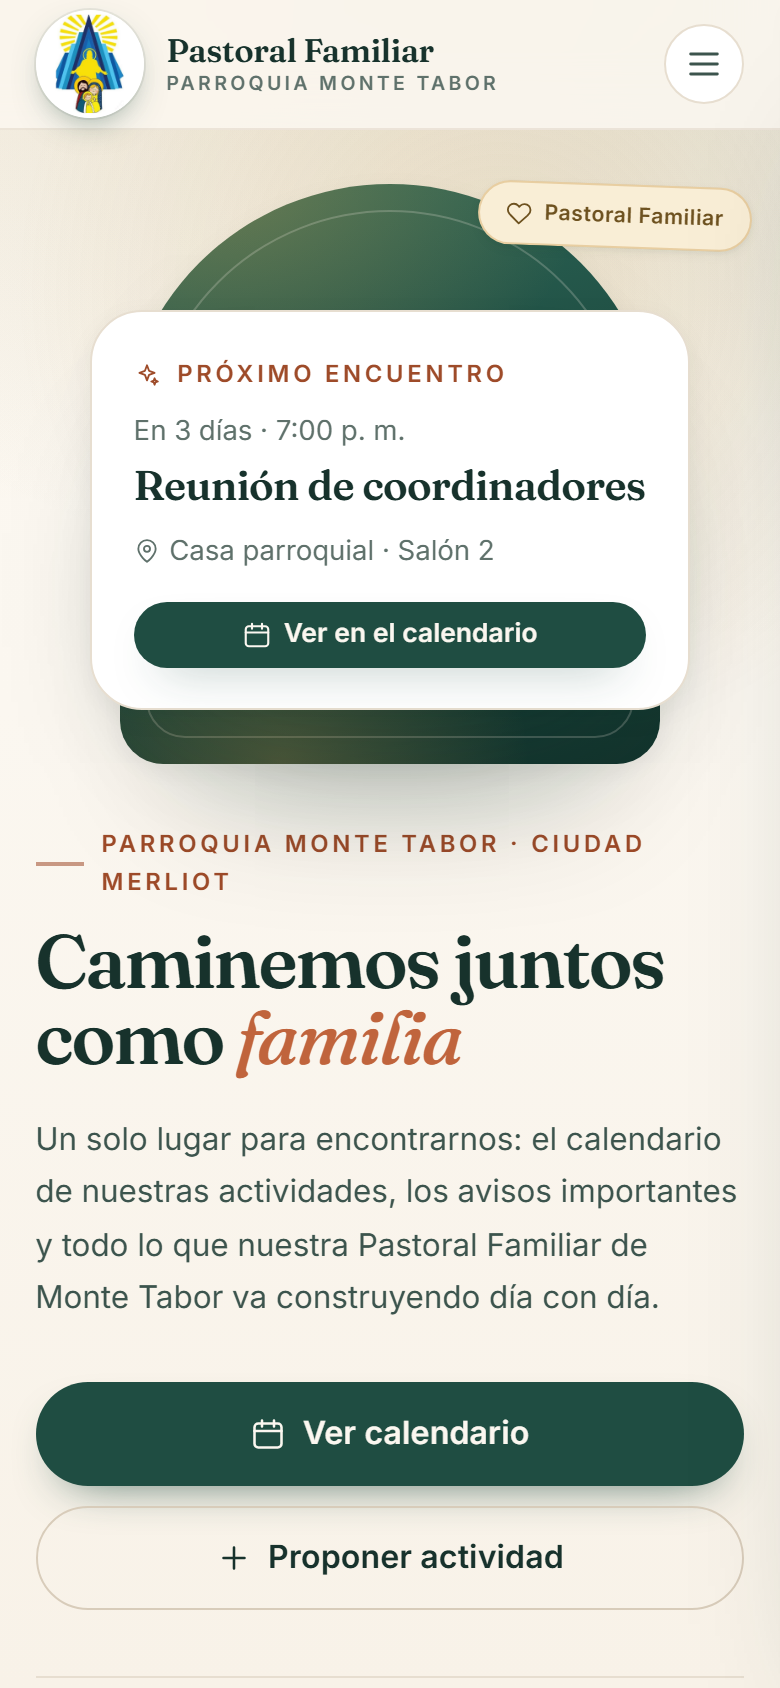 Pastoral Familiar
PARROQUIA MONTE TABOR
Pastoral Familiar
PRÓXIMO ENCUENTRO
En 3 días · 7:00 p. m.
Reunión de coordinadores
Casa parroquial · Salón 2
Ver en el calendario
PARROQUIA MONTE TABOR · CIUDAD
MERLIOT
Caminemos juntos
como familia
Un solo lugar para encontrarnos: el calendario
de nuestras actividades, los avisos importantes
y todo lo que nuestra Pastoral Familiar de
Monte Tabor va construyendo día con día.
Ver calendario
Proponer actividad